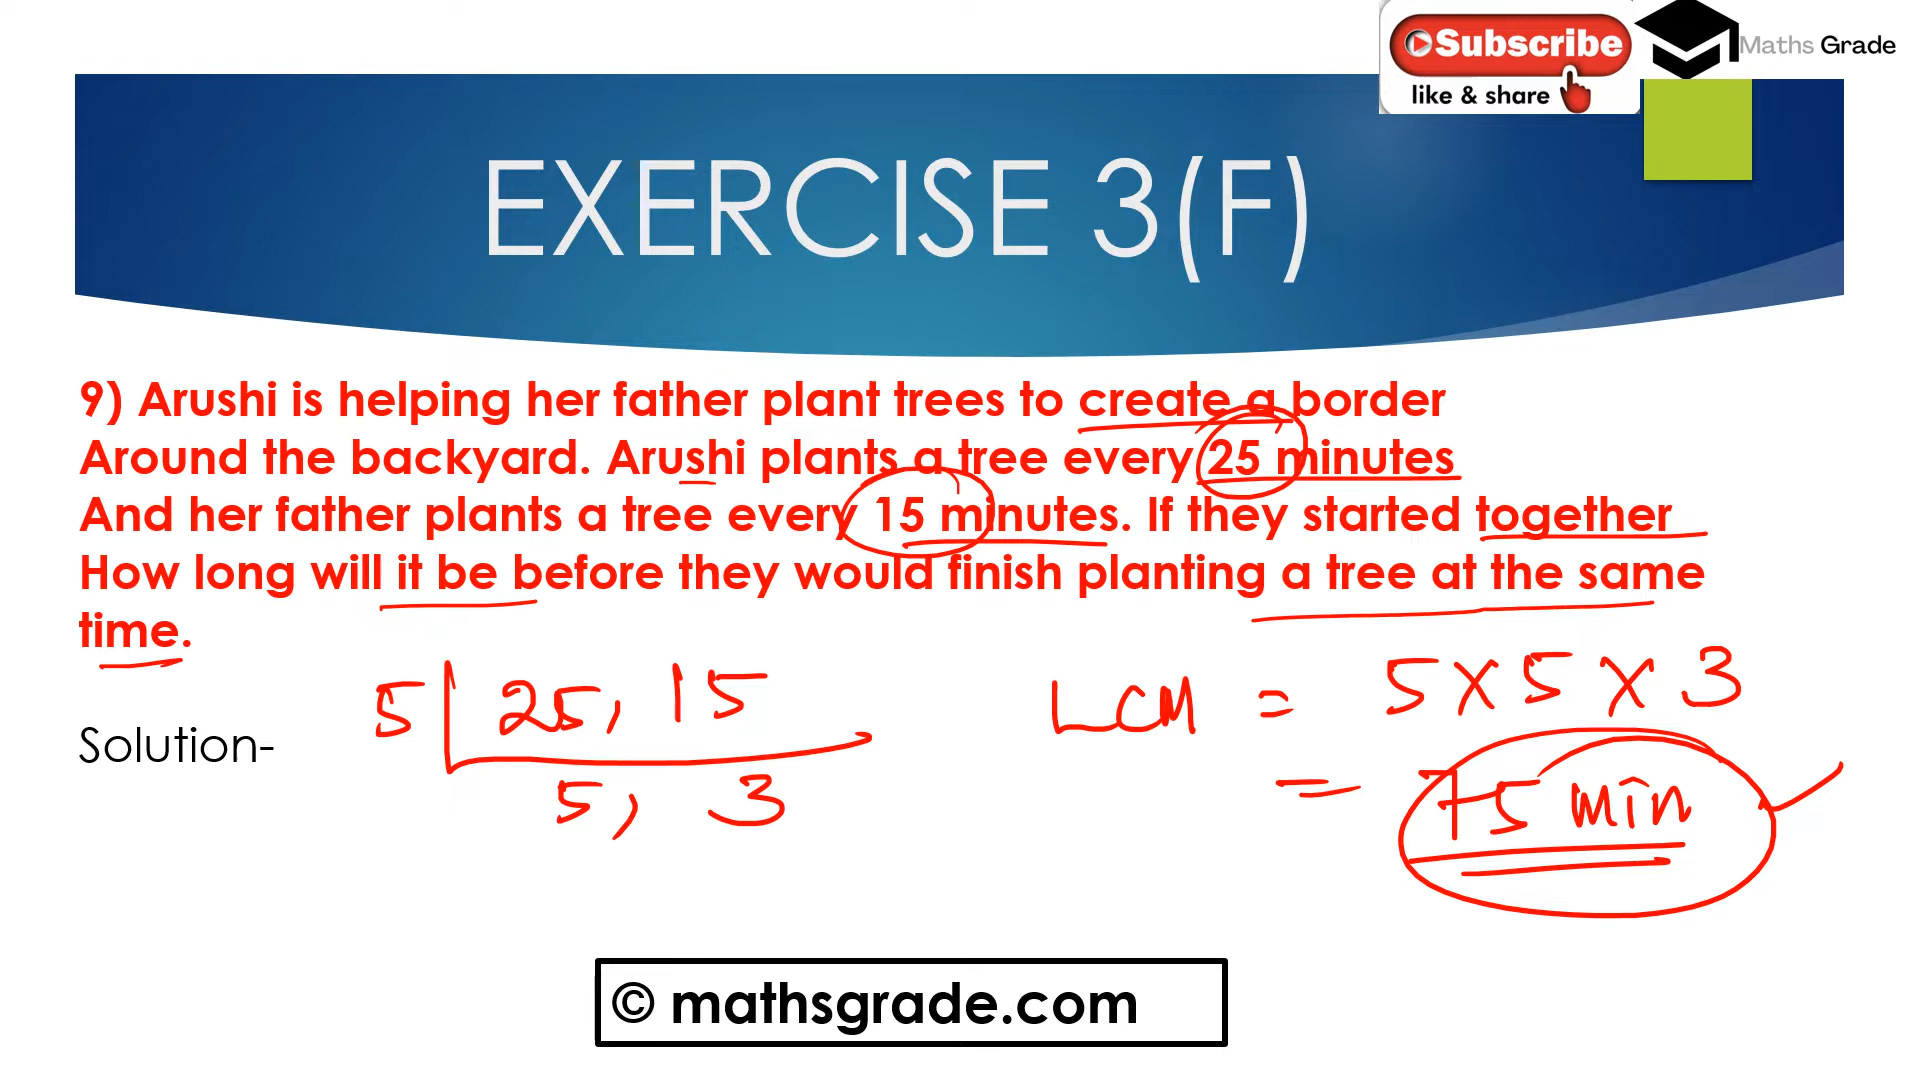 Subscribe
like & share
Maths Grade
EXERCISE 3(F)
9) Arushi is helping her father plant trees to create a border
Around the backyard. Arushi plants a tree every 25 minutes
And her father plants a tree every 15 minutes. If they started together
How long will it be before they would finish planting a tree at the same
time.
Solution-
5 25, 15
5, 3
LCM = 5 × 5 × 3
= 75 min
© mathsgrade.com